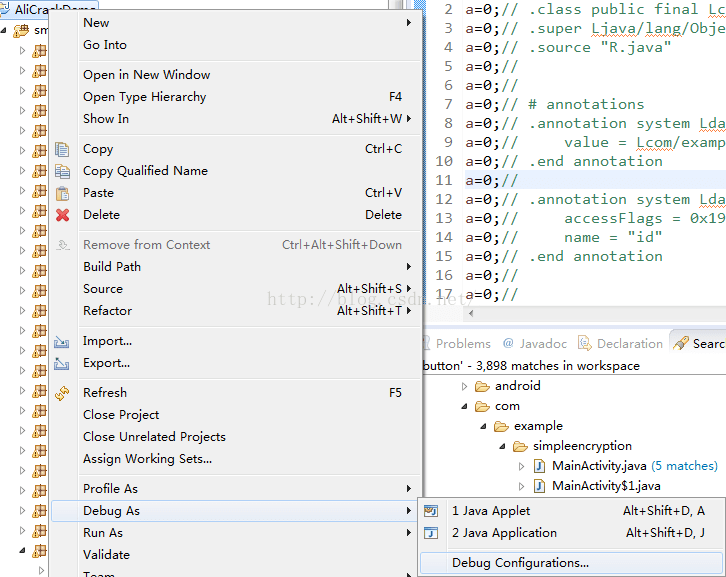 AliCrackDemo
sm
New
Go Into
Open in New Window
Open Type Hierarchy F4
Show In Alt+Shift+W
Copy Ctrl+C
Copy Qualified Name
Paste Ctrl+V
Delete Delete
Remove from Context Ctrl+Alt+Shift+Down
Build Path
Source Alt+Shift+S
Refactor Alt+Shift+T
Import...
Export...
Refresh F5
Close Project
Close Unrelated Projects
Assign Working Sets...
Profile As
Debug As
Run As
Validate
Team
1 Java Applet Alt+Shift+D, A
2 Java Application Alt+Shift+D, J
Debug Configurations...
2 a=0;// .class public final Lc
3 a=0;// .super Ljava/lang/Obje
4 a=0;// .source "R.java"
5 a=0;//
6 a=0;//
7 a=0;// # annotations
8 a=0;// .annotation system Lda
9 a=0;// value = Lcom/examp
10 a=0;// .end annotation
11 a=0;//
12 a=0;// .annotation system Lda
13 a=0;// accessFlags = 0x19
14 a=0;// name = "id"
15 a=0;// .end annotation
16 a=0;//
17 a=0;//
http://blog.csdn.net/
Problems @ Javadoc Declaration Searc
button' - 3,898 matches in workspace
android
com
example
simpleencryption
MainActivity.java (5 matches)
MainActivity$1.java